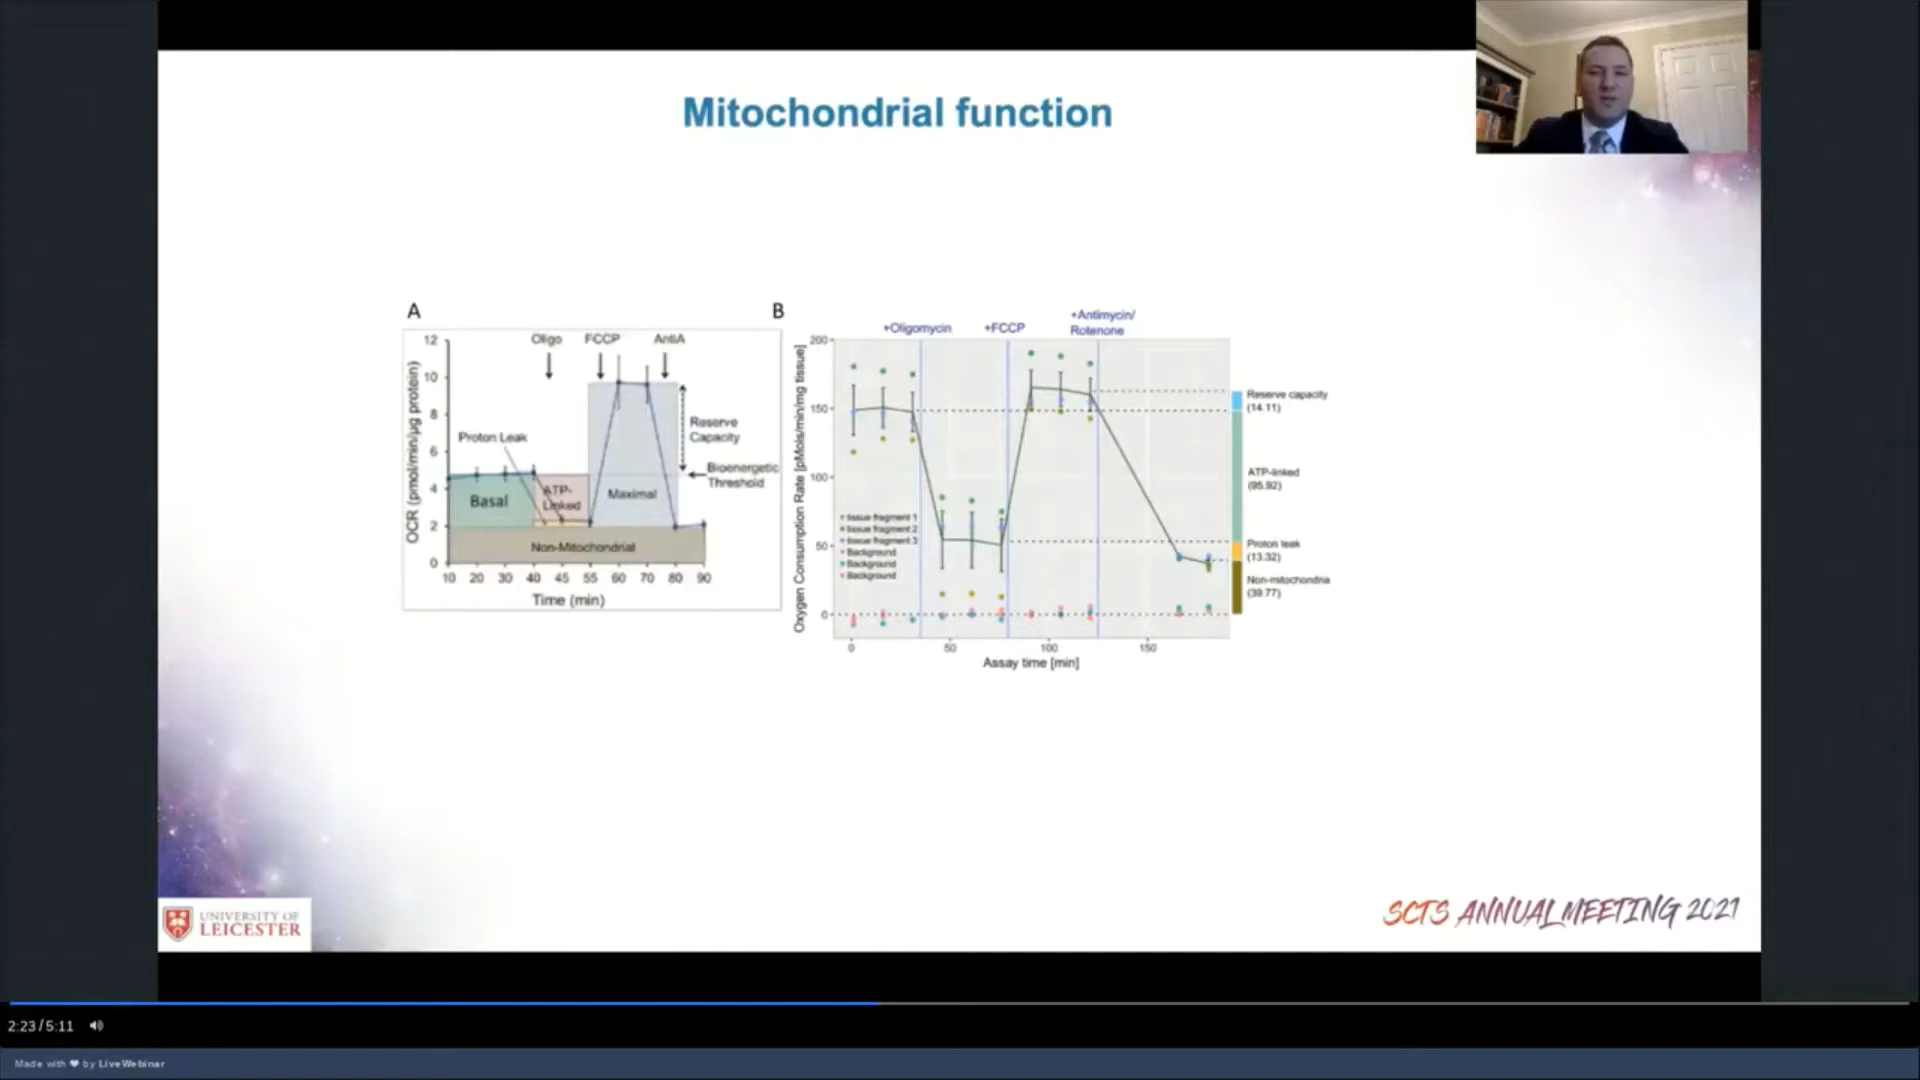 Mitochondrial function
A
Oligo FCCP AntiA
12
10
8
6
4
2
0
OCR (pmol/min/µg protein)
Proton Leak
Reserve
Capacity
Bioenergetic
Threshold
Basal
ATP-
Linked
Maximal
Non-Mitochondrial
10 20 30 40 45 55 60 70 80 90
Time (min)
B
+Oligomycin +FCCP +Antimycin/
Rotenone
200
150
100
50
0
Oxygen Consumption Rate [pMols/min/mg tissue]
tissue fragment 1
tissue fragment 2
tissue fragment 3
Background
Background
Background
0 50 100 150
Assay time [min]
Reserve capacity
(14.11)
ATP-linked
(95.92)
Proton leak
(13.32)
Non-mitochondria
(39.77)
UNIVERSITY OF
LEICESTER
SCTS ANNUAL MEETING 2021
2:23/5:11
Made with ❤ by LiveWebinar